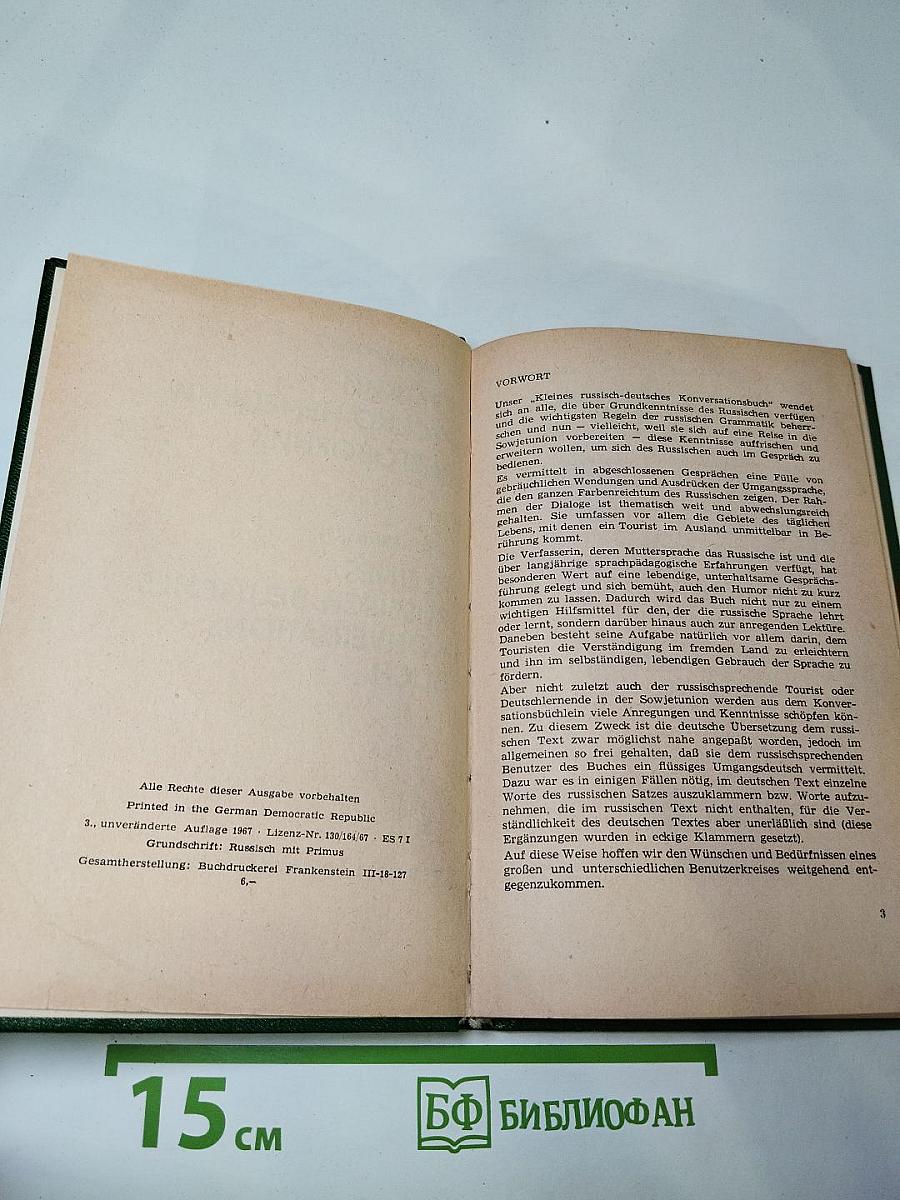 Alle Rechte dieser Ausgabe vorbehalten
Printed in the German Democratic Republic
3., unveränderte Auflage 1967 · Lizenz-Nr. 130/164/67 · ES 7 I
Grundschrift: Russisch mit Primus
Gesamtherstellung: Buchdruckerei Frankenstein III-18-127
6,—
VORWORT
Unser „Kleines russisch-deutsches Konversationsbuch“ wendet
sich an alle, die über Grundkenntnisse des Russischen verfügen
und die wichtigsten Regeln der russischen Grammatik beherr-
schen und nun — vielleicht, weil sie sich auf eine Reise in die
Sowjetunion vorbereiten — diese Kenntnisse auffrischen und
erweitern wollen, um sich des Russischen auch im Gespräch zu
bedienen.
Es vermittelt in abgeschlossenen Gesprächen eine Fülle von
gebräuchlichen Wendungen und Ausdrücken der Umgangssprache,
die den ganzen Farbenreichtum des Russischen zeigen. Der Rah-
men der Dialoge ist thematisch weit und abwechslungsreich
gehalten. Sie umfassen vor allem die Gebiete des täglichen
Lebens, mit denen ein Tourist im Ausland unmittelbar in Be-
rührung kommt.
Die Verfasserin, deren Muttersprache das Russische ist und die
über langjährige sprachpädagogische Erfahrungen verfügt, hat
besonderen Wert auf eine lebendige, unterhaltsame Gesprächs-
führung gelegt und sich bemüht, auch den Humor nicht zu kurz
kommen zu lassen. Dadurch wird das Buch nicht nur zu einem
wichtigen Hilfsmittel für den, der die russische Sprache lehrt
oder lernt, sondern darüber hinaus auch zur anregenden Lektüre.
Daneben besteht seine Aufgabe natürlich vor allem darin, dem
Touristen die Verständigung im fremden Land zu erleichtern
und ihn im selbständigen, lebendigen Gebrauch der Sprache zu
fördern.
Aber nicht zuletzt auch der russischsprechende Tourist oder
Deutschlernende in der Sowjetunion werden aus dem Konver-
sationsbüchlein viele Anregungen und Kenntnisse schöpfen kön-
nen. Zu diesem Zweck ist die deutsche Übersetzung dem russi-
schen Text zwar möglichst nahe angepaßt worden, jedoch im
allgemeinen so frei gehalten, daß sie dem russischsprechenden
Benutzer des Buches ein flüssiges Umgangsdeutsch vermittelt.
Dazu war es in einigen Fällen nötig, im deutschen Text einzelne
Worte des russischen Satzes auszuklammern bzw. Worte aufzu-
nehmen, die im russischen Text nicht enthalten, für die Ver-
ständlichkeit des deutschen Textes aber unerläßlich sind (diese
Ergänzungen wurden in eckige Klammern gesetzt).
Auf diese Weise hoffen wir den Wünschen und Bedürfnissen eines
großen und unterschiedlichen Benutzerkreises weitgehend ent-
gegenzukommen.
3
15 см
БФ БИБЛИОФАН